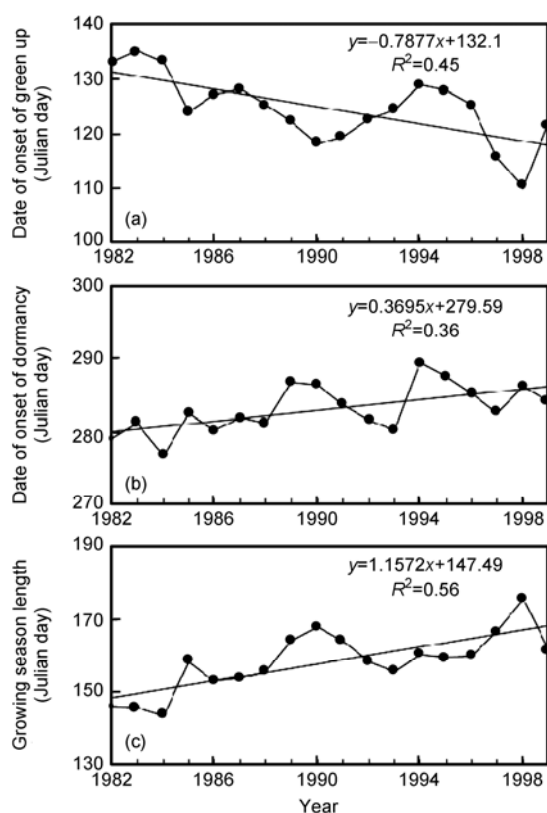 140
130
120
110
100
Date of onset of green up
(Julian day)
y=−0.7877x+132.1
R²=0.45
(a)
1982
1986
1990
1994
1998
300
290
280
270
Date of onset of dormancy
(Julian day)
y=0.3695x+279.59
R²=0.36
(b)
1982
1986
1990
1994
1998
190
170
150
130
Growing season length
(Julian day)
y=1.1572x+147.49
R²=0.56
(c)
1982
1986
1990
1994
1998
Year